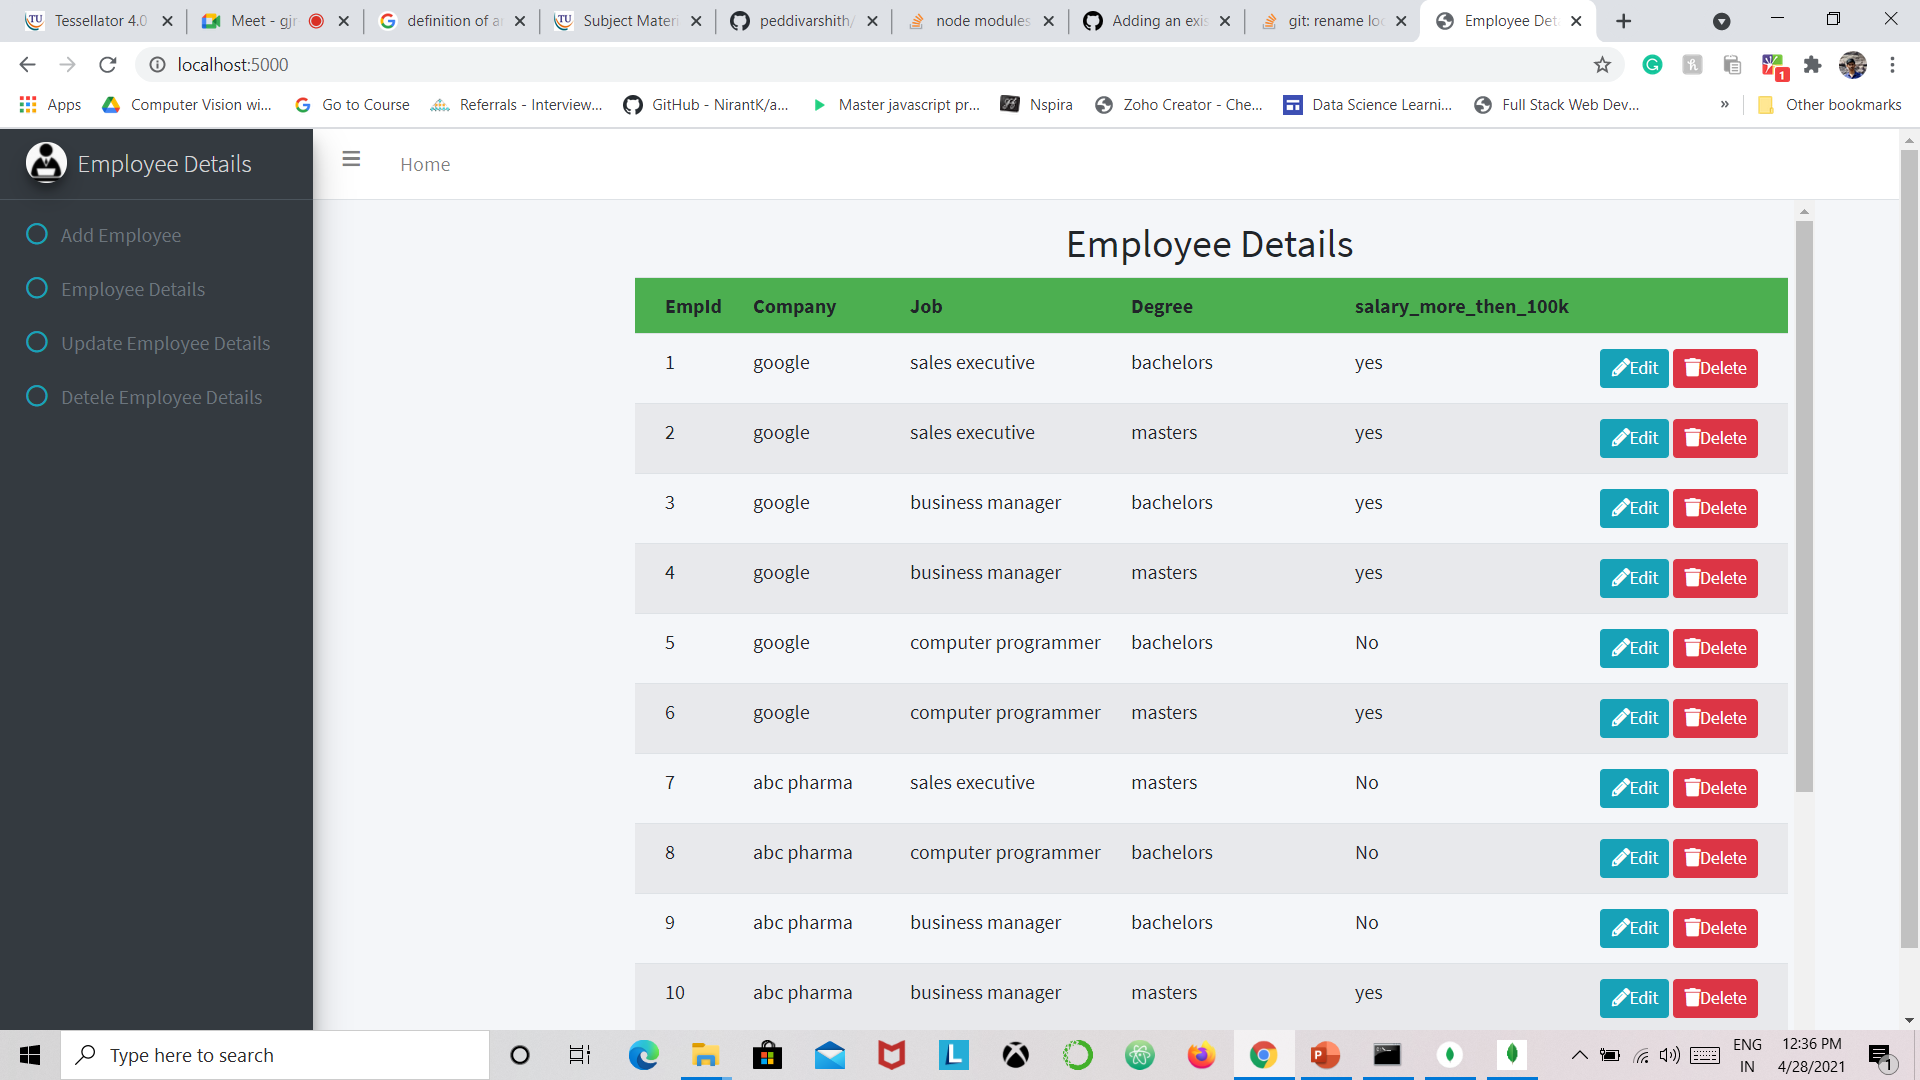 Tessellator 4.0
Meet - gjr
definition of a
Subject Materi
peddivarshith/
node modules
Adding an exis
git: rename loc
Employee Det
localhost:5000
1
Apps
Computer Vision wi...
Go to Course
Referrals - Interview...
GitHub - NirantK/a...
Master javascript pr...
Nspira
Zoho Creator - Che...
Data Science Learni...
Full Stack Web Dev...
»
Other bookmarks
Employee Details
Home
Add Employee
Employee Details
Update Employee Details
Detele Employee Details
Employee Details
EmpId Company Job Degree salary_more_then_100k
1 google sales executive bachelors yes Edit Delete
2 google sales executive masters yes Edit Delete
3 google business manager bachelors yes Edit Delete
4 google business manager masters yes Edit Delete
5 google computer programmer bachelors No Edit Delete
6 google computer programmer masters yes Edit Delete
7 abc pharma sales executive masters No Edit Delete
8 abc pharma computer programmer bachelors No Edit Delete
9 abc pharma business manager bachelors No Edit Delete
10 abc pharma business manager masters yes Edit Delete
Type here to search
ENG
IN
12:36 PM
4/28/2021
1